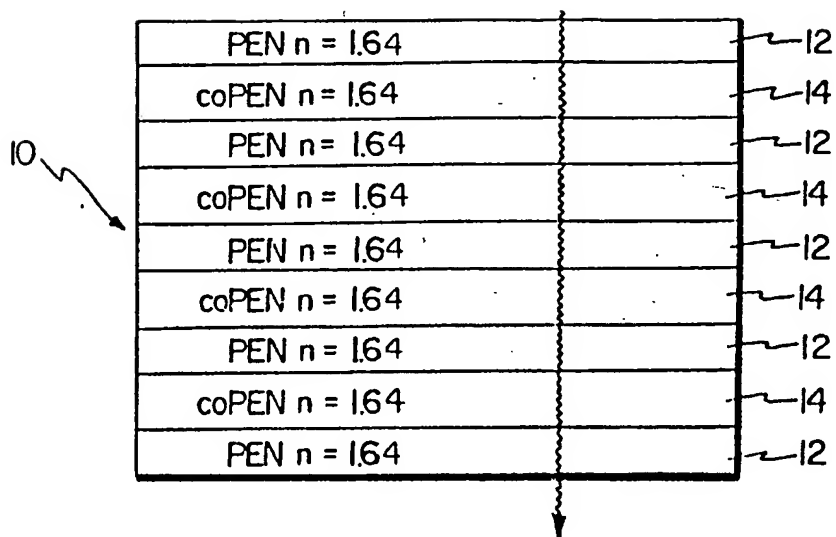 PEN n = 1.64 12
coPEN n = 1.64 14
10 PEN n = 1.64 12
coPEN n = 1.64 14
PEN n = 1.64 12
coPEN n = 1.64 14
PEN n = 1.64 12
coPEN n = 1.64 14
PEN n = 1.64 12